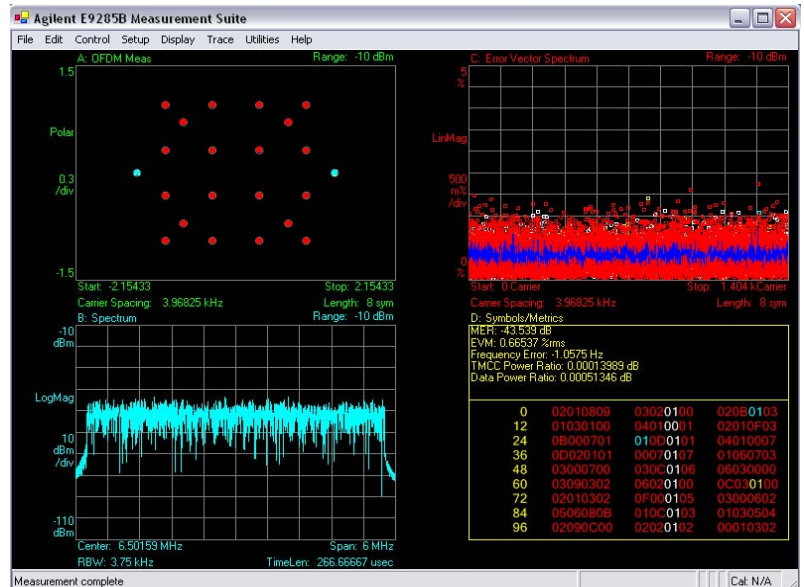 Agilent E9285B Measurement Suite
File Edit Control Setup Display Trace Utilities Help
A: OFDM Meas Range: -10 dBm
1.5
Polar
0.3
/div
-1.5
Start: -2.15433 Stop: 2.15433
Carrier Spacing: 3.96825 kHz Length: 8 sym
C: Error Vector Spectrum Range: -10 dBm
5
%
LinMag
500
m%
/div
0
%
Start: 0 Carrier Stop: 1.404 kCarrier
Carrier Spacing: 3.96825 kHz Length: 8 sym
B: Spectrum Range: -10 dBm
-10
dBm
LogMag
10
dBm
/div
-110
dBm
Center: 6.50159 MHz Span: 6 MHz
RBW: 3.75 kHz TimeLen: 266.66667 usec
D: Symbols/Metrics
MER: -43.539 dB
EVM: 0.66537 %rms
Frequency Error: -1.0575 Hz
TMCC Power Ratio: 0.00013989 dB
Data Power Ratio: 0.00051346 dB
0 02010809 03020100 020B0103
12 01030100 04010001 02010F03
24 0B000701 010D0101 04010007
36 0D020101 00070107 01060703
48 03000700 030C0106 06030000
60 03090302 06020100 0C030100
72 02010302 0F000105 03000602
84 0506080B 010C0103 01030504
96 02090C00 02020102 00010302
Measurement complete Cal: N/A